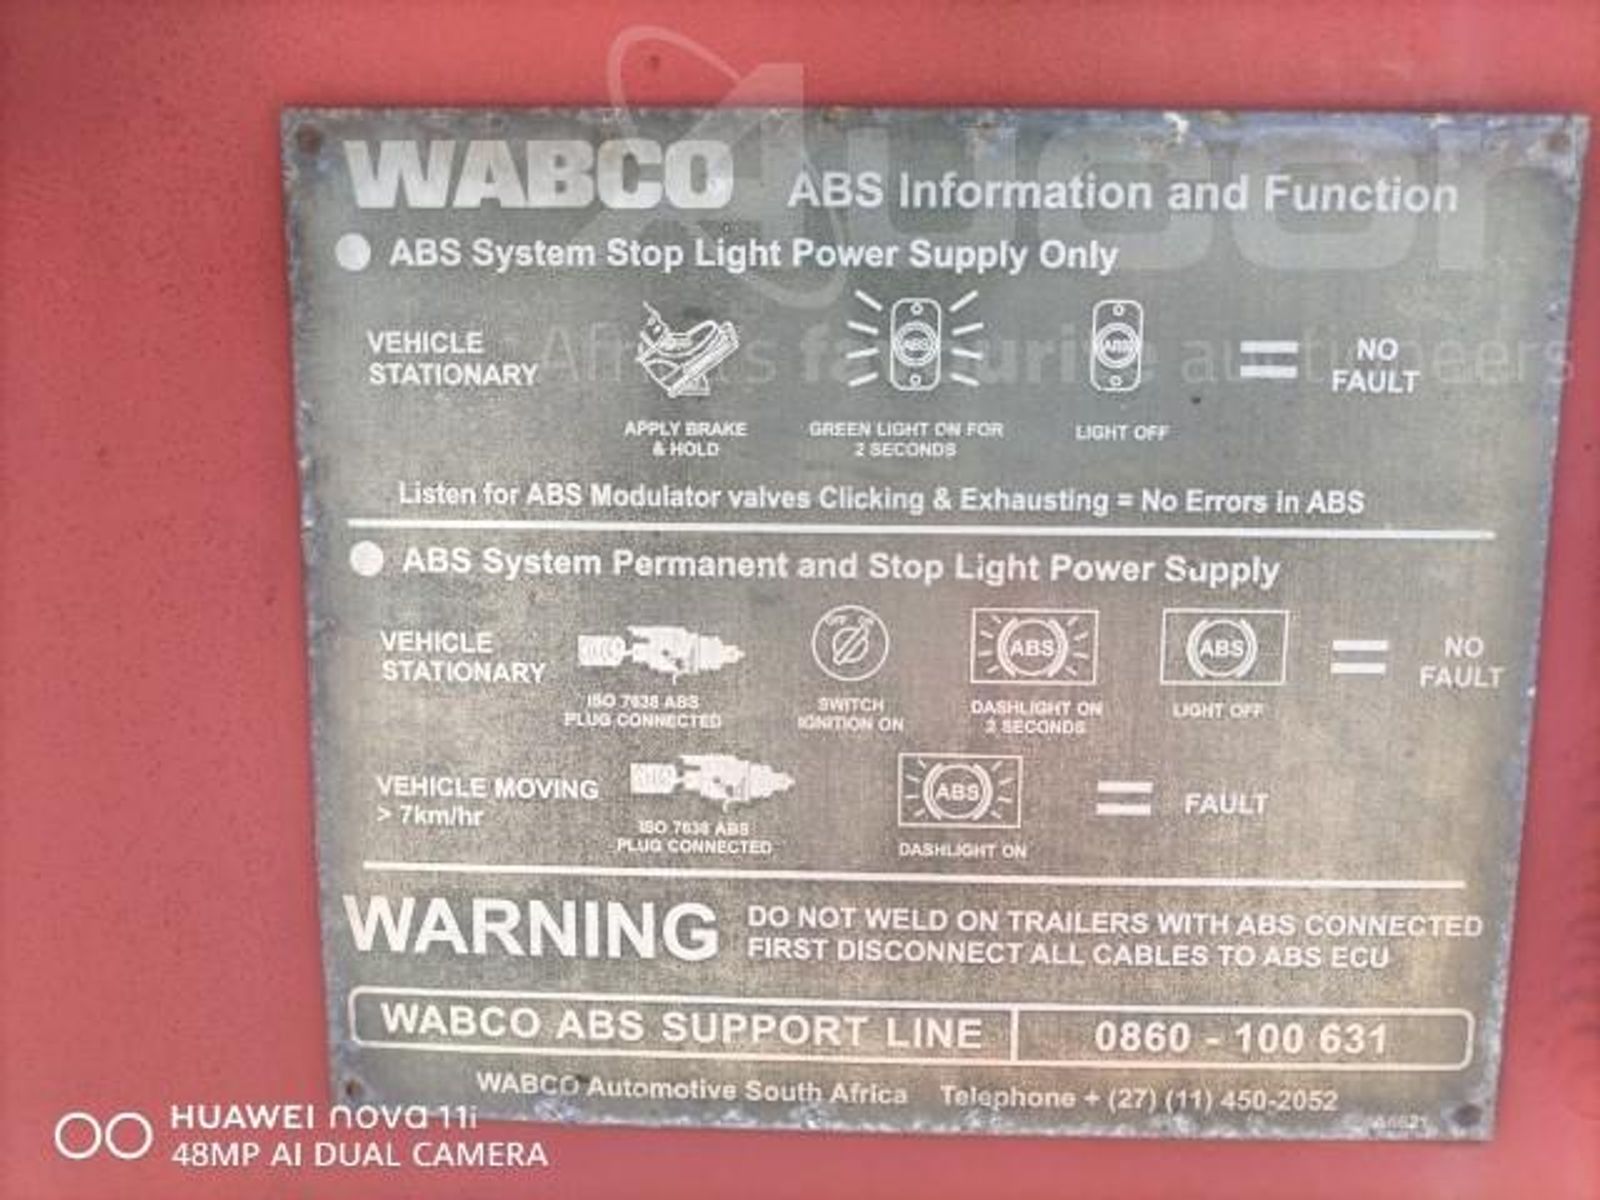 WABCO ABS Information and Function
ABS System Stop Light Power Supply Only
VEHICLE STATIONARY
APPLY BRAKE & HOLD
ABS
GREEN LIGHT ON FOR 2 SECONDS
ABS
LIGHT OFF
NO FAULT
Listen for ABS Modulator valves Clicking & Exhausting = No Errors in ABS
ABS System Permanent and Stop Light Power Supply
VEHICLE STATIONARY
ISO 7638 ABS PLUG CONNECTED
SWITCH IGNITION ON
ABS
DASHLIGHT ON 2 SECONDS
ABS
LIGHT OFF
NO FAULT
VEHICLE MOVING > 7km/hr
ISO 7638 ABS PLUG CONNECTED
ABS
DASHLIGHT ON
FAULT
WARNING
DO NOT WELD ON TRAILERS WITH ABS CONNECTED
FIRST DISCONNECT ALL CABLES TO ABS ECU
WABCO ABS SUPPORT LINE 0860 - 100 631
WABCO Automotive South Africa Telephone + (27) (11) 450-2052
HUAWEI nova 11i
48MP AI DUAL CAMERA